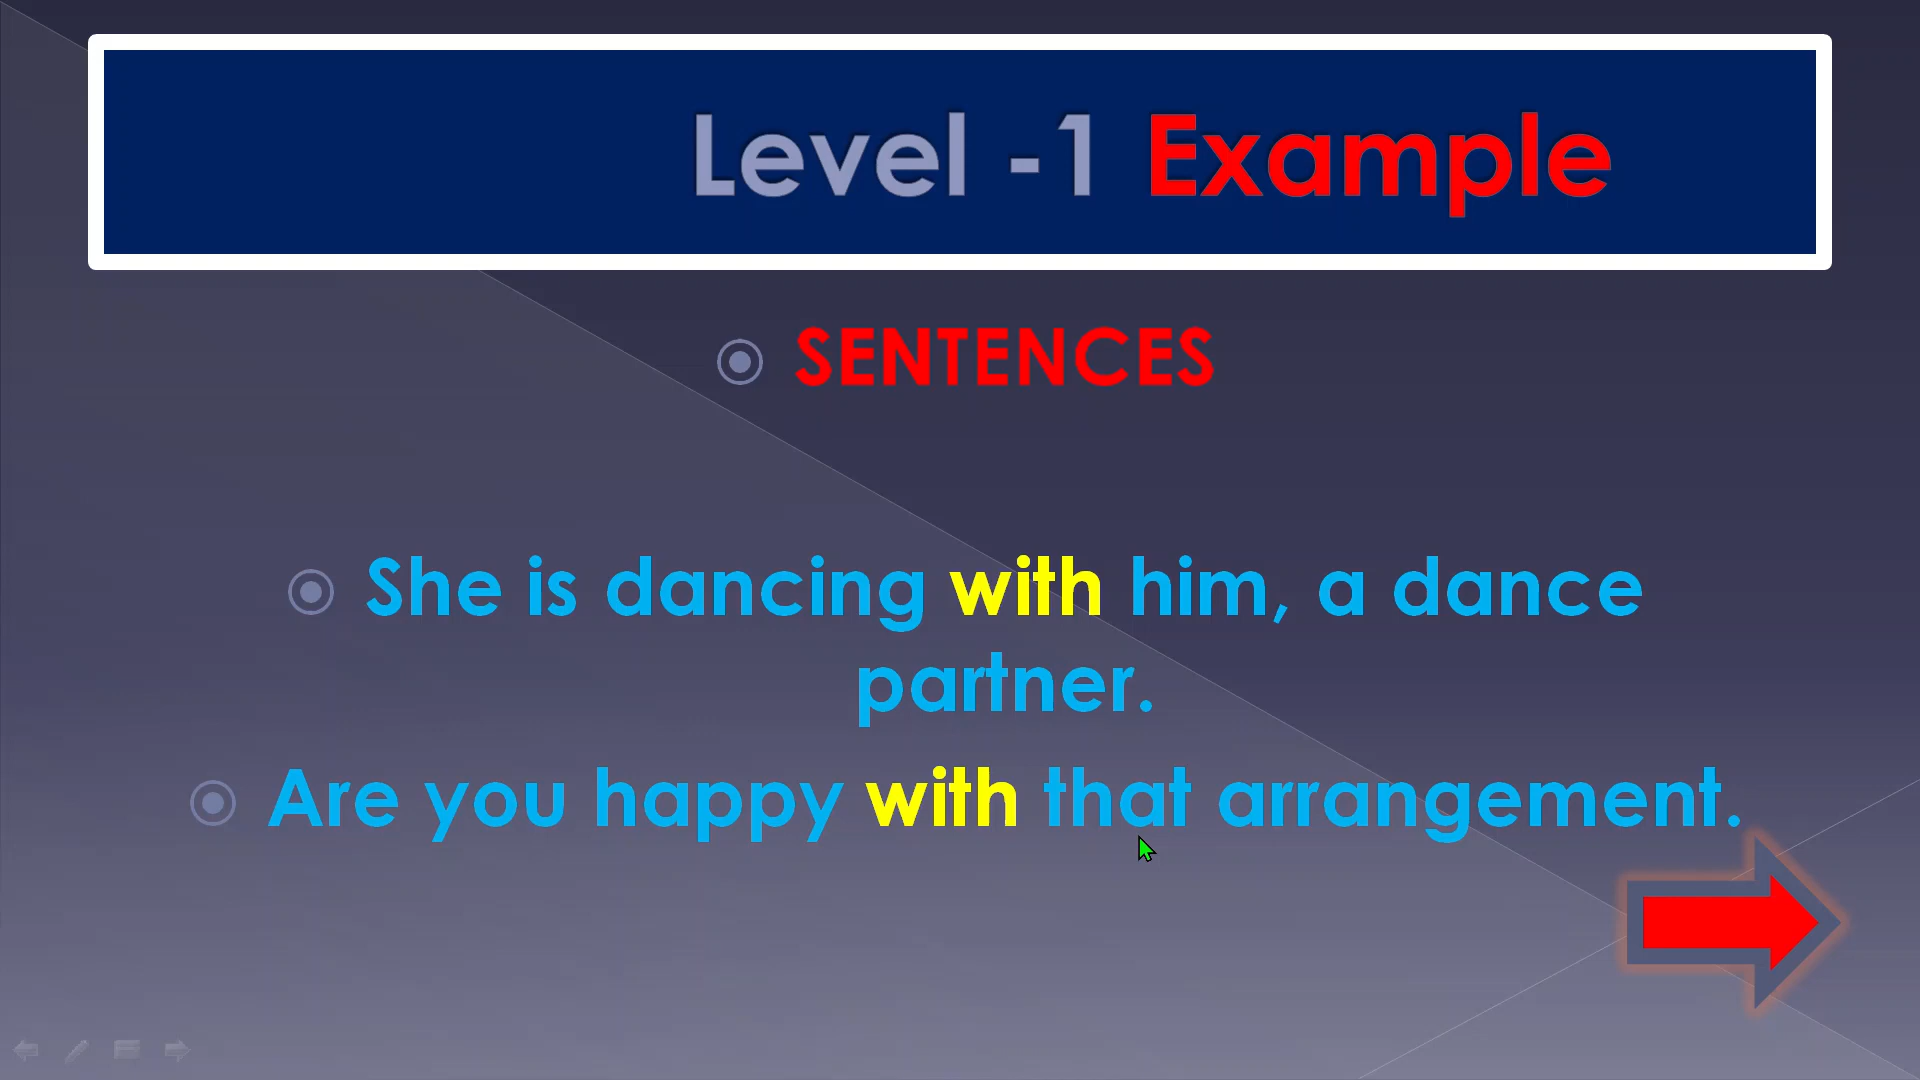 Level -1 Example
SENTENCES
She is dancing with him, a dance
partner.
Are you happy with that arrangement.